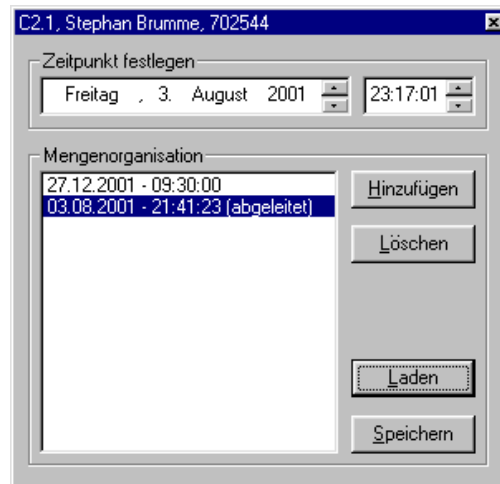 C2.1, Stephan Brumme, 702544
Zeitpunkt festlegen
Freitag , 3. August 2001 23:17:01
Mengenorganisation
27.12.2001 - 09:30:00
03.08.2001 - 21:41:23 (abgeleitet)
Hinzufügen
Löschen
Laden
Speichern